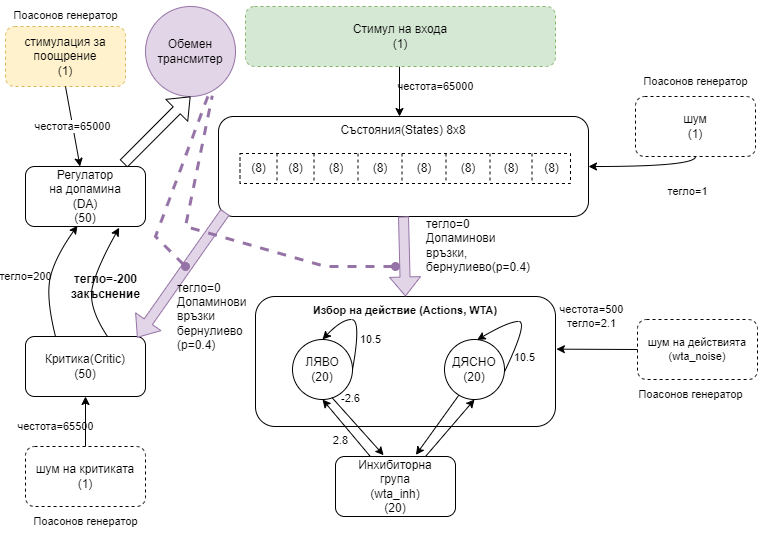 Поасонов генератор
стимулация за
поощрение
(1)
Обемен
трансмитер
Стимул на входа
(1)
честота=65000
честота=65000
Поасонов генератор
шум
(1)
тегло=1
Състояния(States) 8x8
(8) (8) (8) (8) (8) (8) (8) (8)
Регулатор
на допамина
(DA)
(50)
тегло=200
тегло=-200
закъснение
тегло=0
Допаминови
връзки
бернулиево
(p=0.4)
тегло=0
Допаминови
връзки,
бернулиево(p=0.4)
Избор на действие (Actions, WTA)
ЛЯВО
(20)
10.5
ДЯСНО
(20)
10.5
честота=500
тегло=2.1
шум на действията
(wta_noise)
Поасонов генератор
Критика(Critic)
(50)
честота=65500
шум на критиката
(1)
Поасонов генератор
-2.6
2.8
Инхибиторна
група
(wta_inh)
(20)